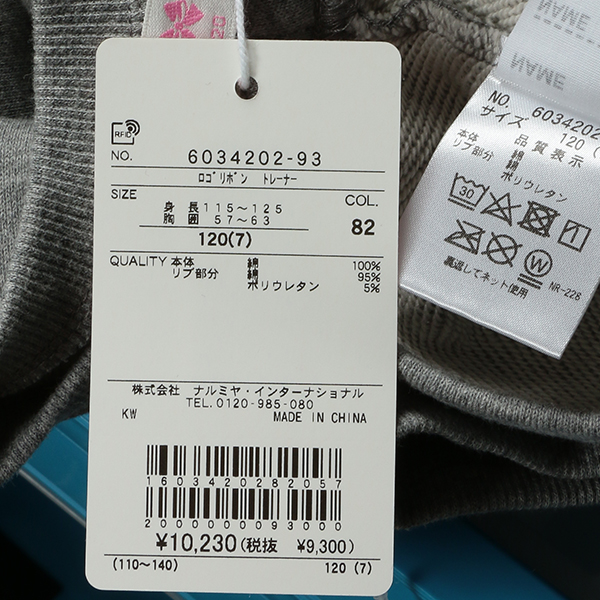 RFID
NO. 6034202-93
ﾛｺﾞﾘﾎﾞﾝ ﾄﾚｰﾅｰ
SIZE COL.
身長 115〜125
胸囲 57〜63
120(7) 82
QUALITY 本体 綿 100%
リブ部分 綿 95%
ポリウレタン 5%
株式会社 ナルミヤ・インターナショナル
TEL.0120-985-080
KW MADE IN CHINA
1603420282057
2000000093000
¥10,230(税抜 ¥9,300)
(110〜140) 120 (7)
NAME
NAME
NO. 6034202
サイズ 120
品質表示
本体 綿
リブ部分 綿
ポリウレタン
30
裏返してネット使用
NR-228